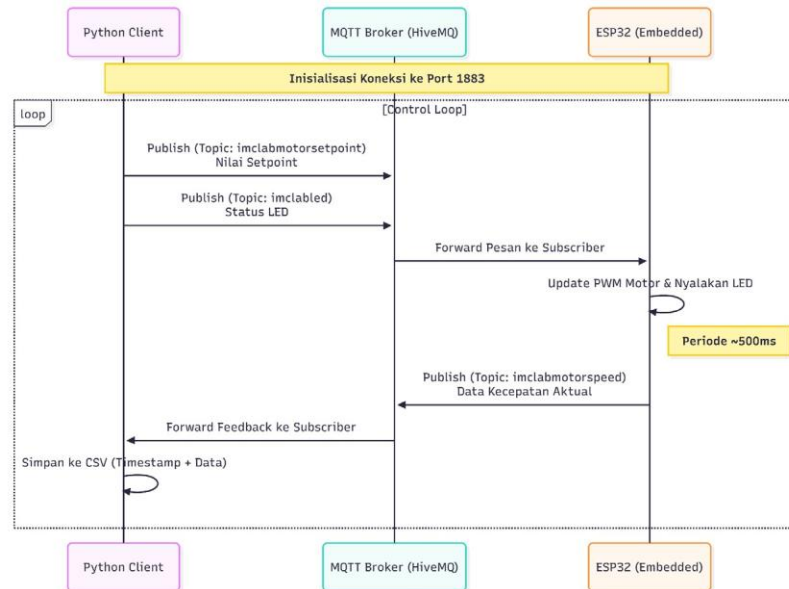 Python Client
MQTT Broker (HiveMQ)
ESP32 (Embedded)
Inisialisasi Koneksi ke Port 1883
loop
[Control Loop]
Publish (Topic: imclabmotorsetpoint)
Nilai Setpoint
Publish (Topic: imclabled)
Status LED
Forward Pesan ke Subscriber
Update PWM Motor & Nyalakan LED
Periode ~500ms
Publish (Topic: imclabmotorspeed)
Data Kecepatan Aktual
Forward Feedback ke Subscriber
Simpan ke CSV (Timestamp + Data)
Python Client
MQTT Broker (HiveMQ)
ESP32 (Embedded)